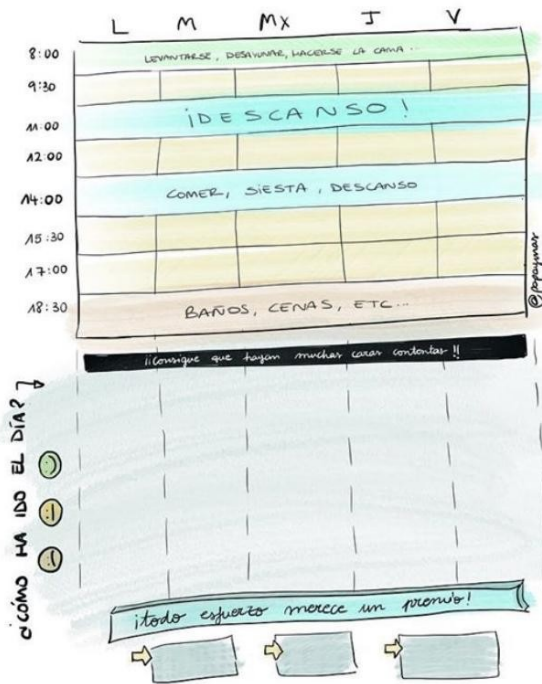 L M MX J V
8:00 LEVANTARSE, DESAYUNAR, HACERSE LA CAMA...
9:30
¡DESCANSO!
11:00
12:00
COMER, SIESTA, DESCANSO
14:00
15:30
17:00
18:30 BAÑOS, CENAS, ETC...
@papaymas
¡¡consigue que hayan muchas caras contentas!!
¿CÓMO HA IDO EL DÍA?
¡todo esfuerzo merece un premio!